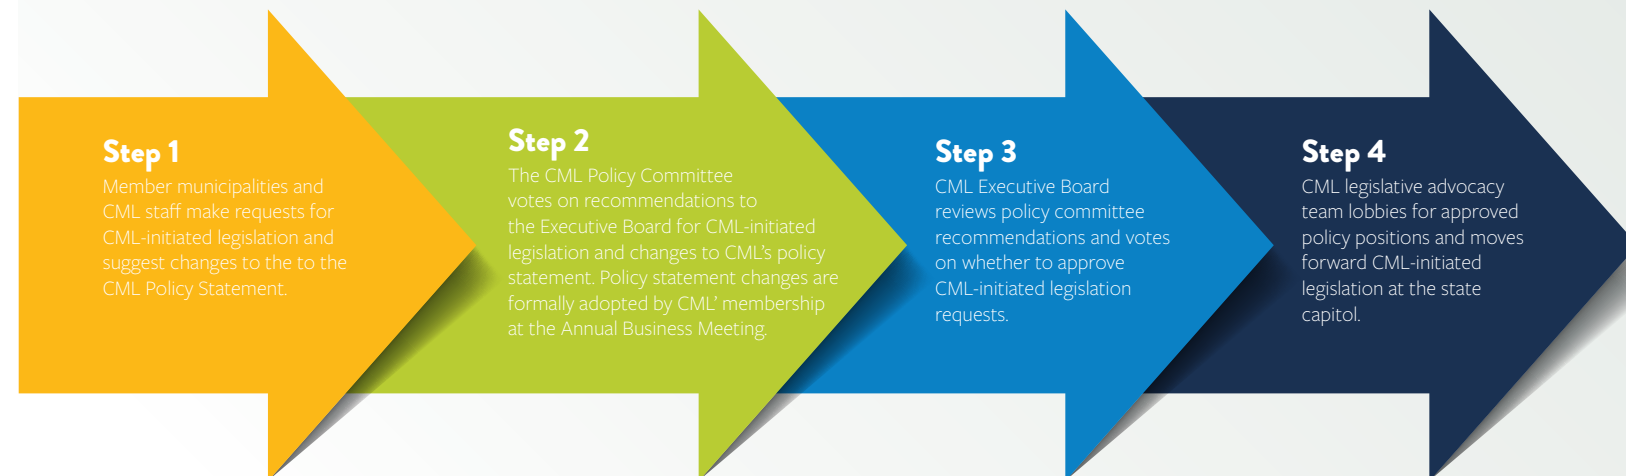 Step 1
Member municipalities and
CML staff make requests for
CML-initiated legislation and
suggest changes to the to the
CML Policy Statement.
Step 2
The CML Policy Committee
votes on recommendations to
the Executive Board for CML-initiated
legislation and changes to CML’s policy
statement. Policy statement changes are
formally adopted by CML’ membership
at the Annual Business Meeting.
Step 3
CML Executive Board
reviews policy committee
recommendations and votes
on whether to approve
CML-initiated legislation
requests.
Step 4
CML legislative advocacy
team lobbies for approved
policy positions and moves
forward CML-initiated
legislation at the state
capitol.